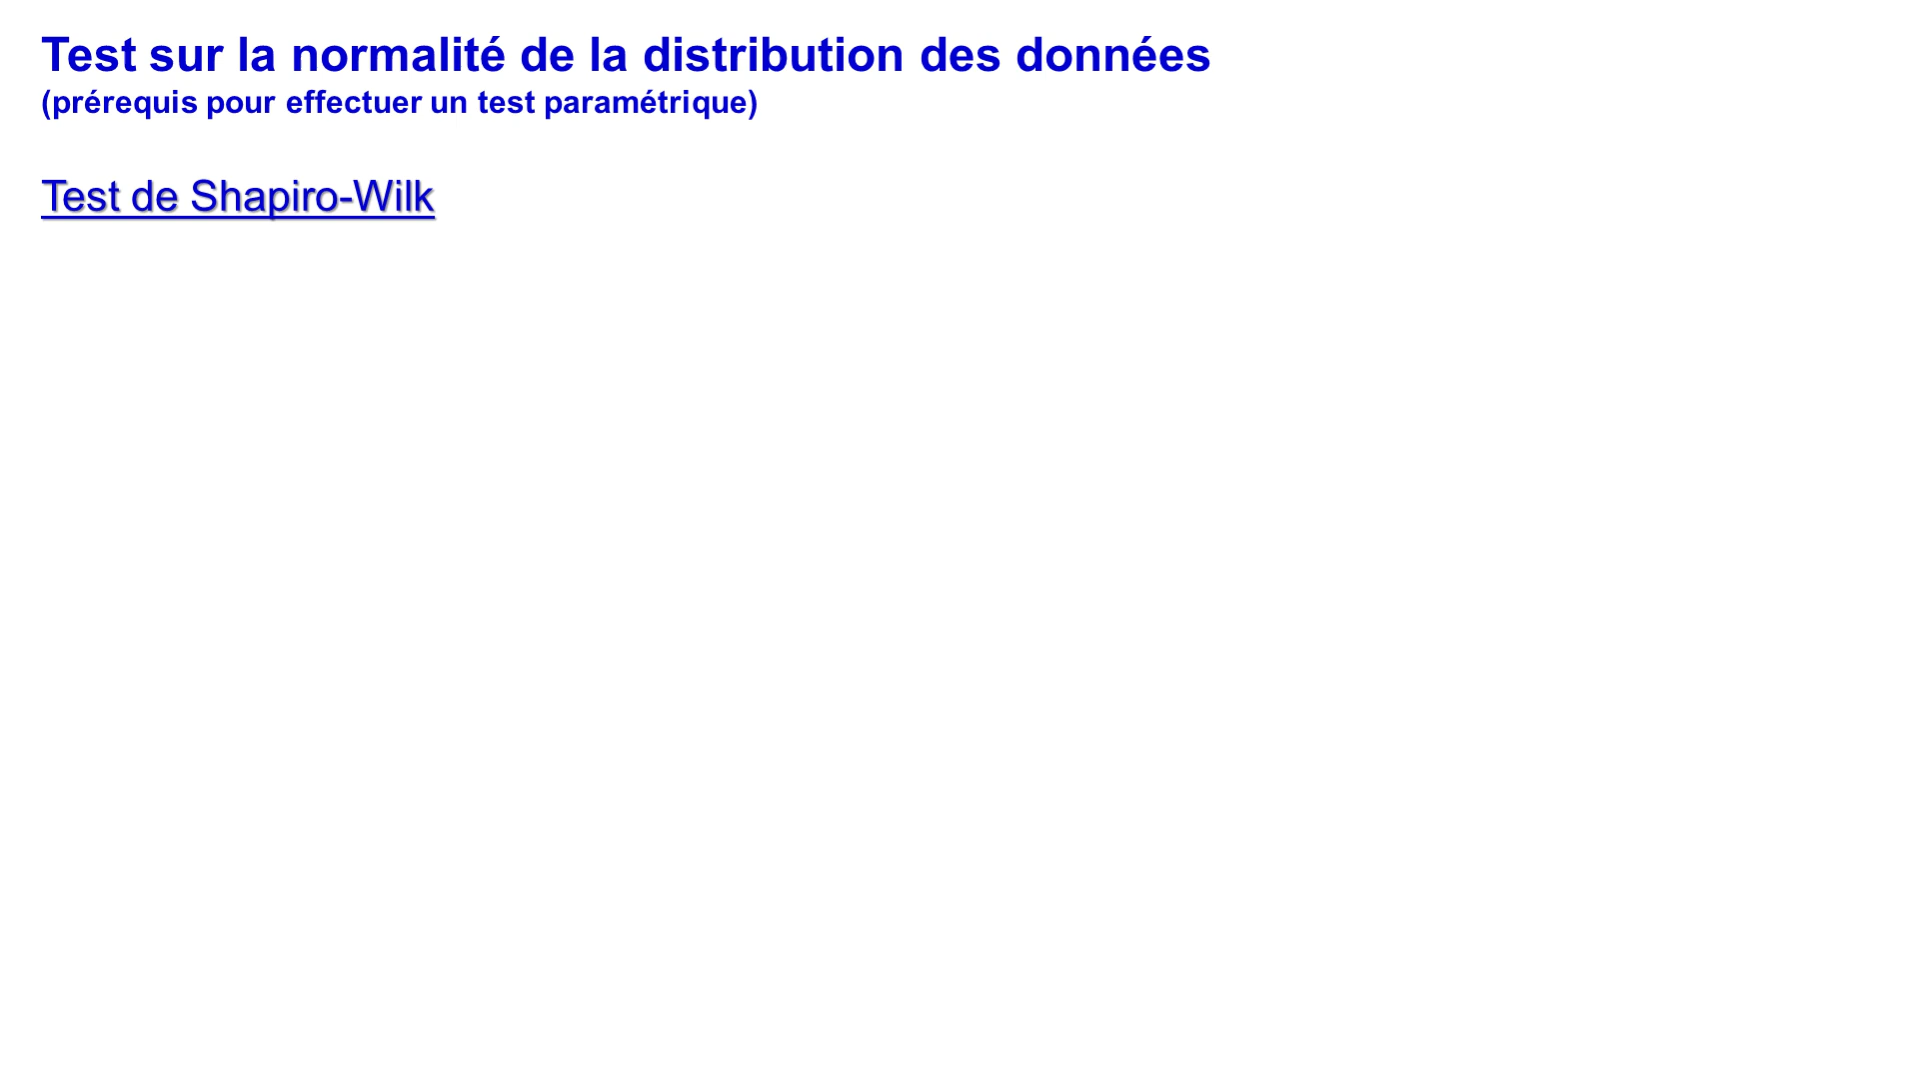 Test sur la normalité de la distribution des données
(prérequis pour effectuer un test paramétrique)
Test de Shapiro-Wilk